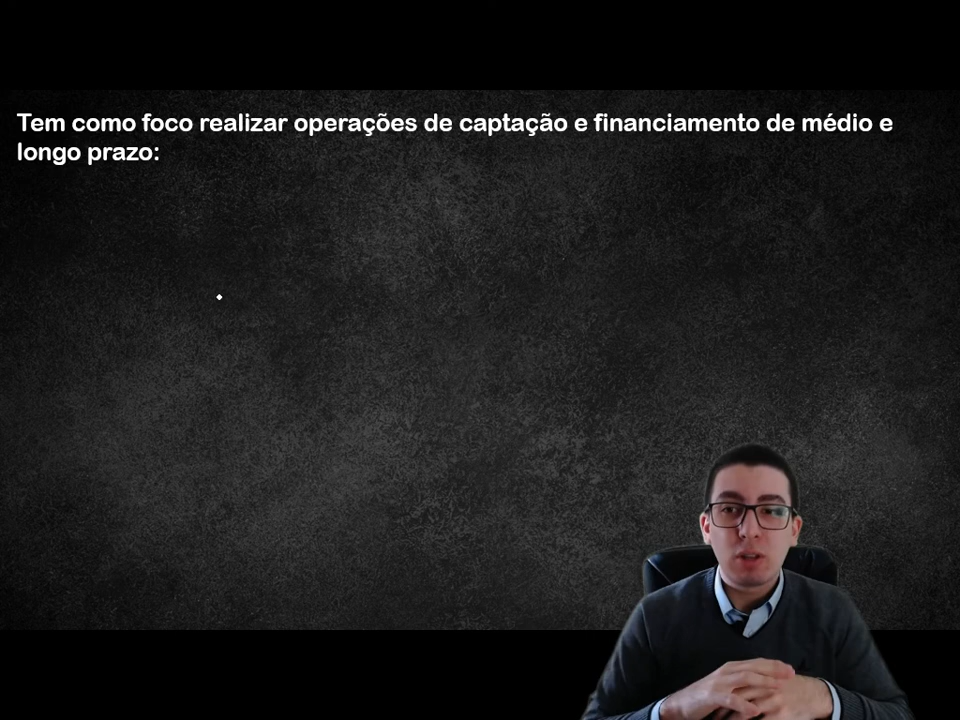 Tem como foco realizar operações de captação e financiamento de médio e
longo prazo: